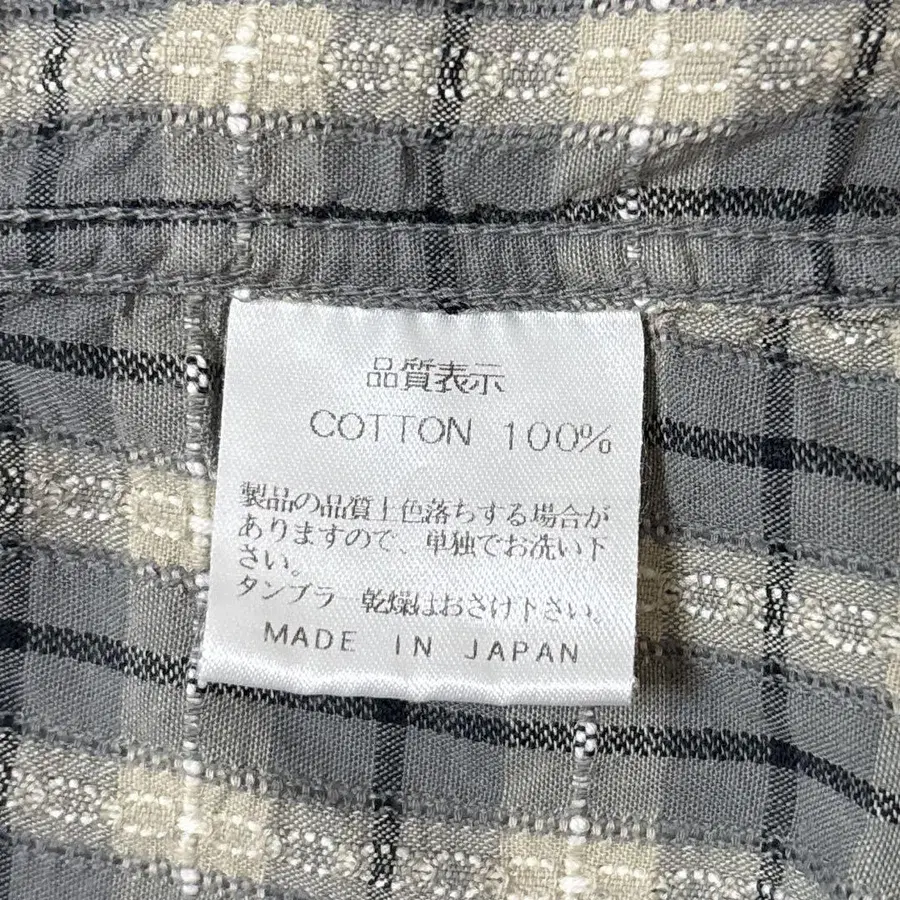 品質表示
COTTON 100%
製品の品質上色落ちする場合が
ありますので、単独でお洗い下
さい。
タンブラー乾燥はおさけ下さい。
MADE IN JAPAN